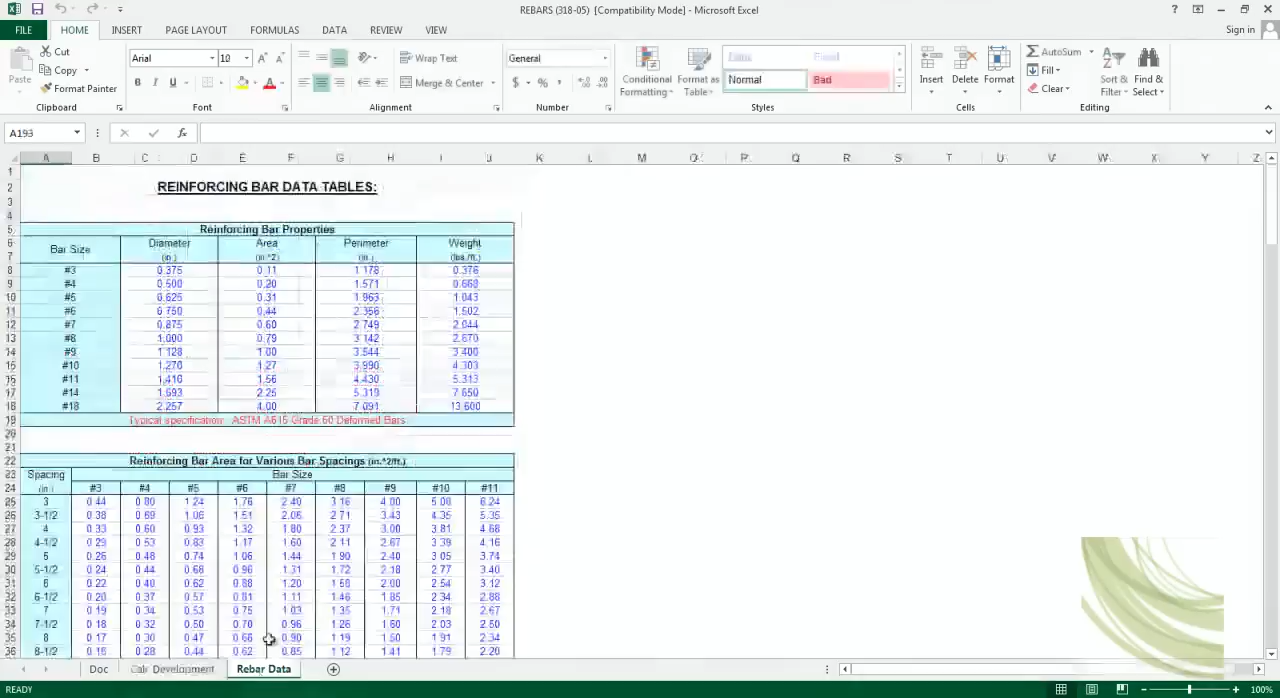 REBARS (318-05) [Compatibility Mode] - Microsoft Excel
FILE HOME INSERT PAGE LAYOUT FORMULAS DATA REVIEW VIEW Sign in
Paste Cut Copy Format Painter Clipboard
Arial 10 A A B I U A Font
Wrap Text Merge & Center Alignment
General $ % , Number
Conditional Formatting Format as Table Normal Bad Styles
Insert Delete Format Cells
AutoSum Fill Clear Sort & Filter Find & Select Editing
A193 fx
A B C D E F G H I J K L M O P Q R S T U V W X Y Z
REINFORCING BAR DATA TABLES:
Reinforcing Bar Properties
Bar Size Diameter Area Perimeter Weight
(in.) (in.^2) (in.) (lbs./ft.)
#3 0.375 0.11 1.178 0.376
#4 0.500 0.20 1.571 0.668
#5 0.625 0.31 1.963 1.043
#6 0.750 0.44 2.356 1.502
#7 0.875 0.60 2.749 2.044
#8 1.000 0.79 3.142 2.670
#9 1.128 1.00 3.544 3.400
#10 1.270 1.27 3.990 4.303
#11 1.410 1.56 4.430 5.313
#14 1.693 2.25 5.319 7.650
#18 2.257 4.00 7.091 13.600
Typical specification: ASTM A615 Grade 60 Deformed Bars
Reinforcing Bar Area for Various Bar Spacings (in.^2/ft.)
Spacing Bar Size
(in.) #3 #4 #5 #6 #7 #8 #9 #10 #11
3 0.44 0.80 1.24 1.76 2.40 3.16 4.00 5.08 6.24
3-1/2 0.38 0.69 1.06 1.51 2.06 2.71 3.43 4.35 5.35
4 0.33 0.60 0.93 1.32 1.80 2.37 3.00 3.81 4.68
4-1/2 0.29 0.53 0.83 1.17 1.60 2.11 2.67 3.39 4.16
5 0.26 0.48 0.74 1.06 1.44 1.90 2.40 3.05 3.74
5-1/2 0.24 0.44 0.68 0.96 1.31 1.72 2.18 2.77 3.40
6 0.22 0.40 0.62 0.88 1.20 1.58 2.00 2.54 3.12
6-1/2 0.20 0.37 0.57 0.81 1.11 1.46 1.85 2.34 2.88
7 0.19 0.34 0.53 0.75 1.03 1.35 1.71 2.18 2.67
7-1/2 0.18 0.32 0.50 0.70 0.96 1.26 1.60 2.03 2.50
8 0.17 0.30 0.47 0.66 0.90 1.19 1.50 1.91 2.34
8-1/2 0.16 0.28 0.44 0.62 0.85 1.12 1.41 1.79 2.20
Doc Development Rebar Data
READY 100%